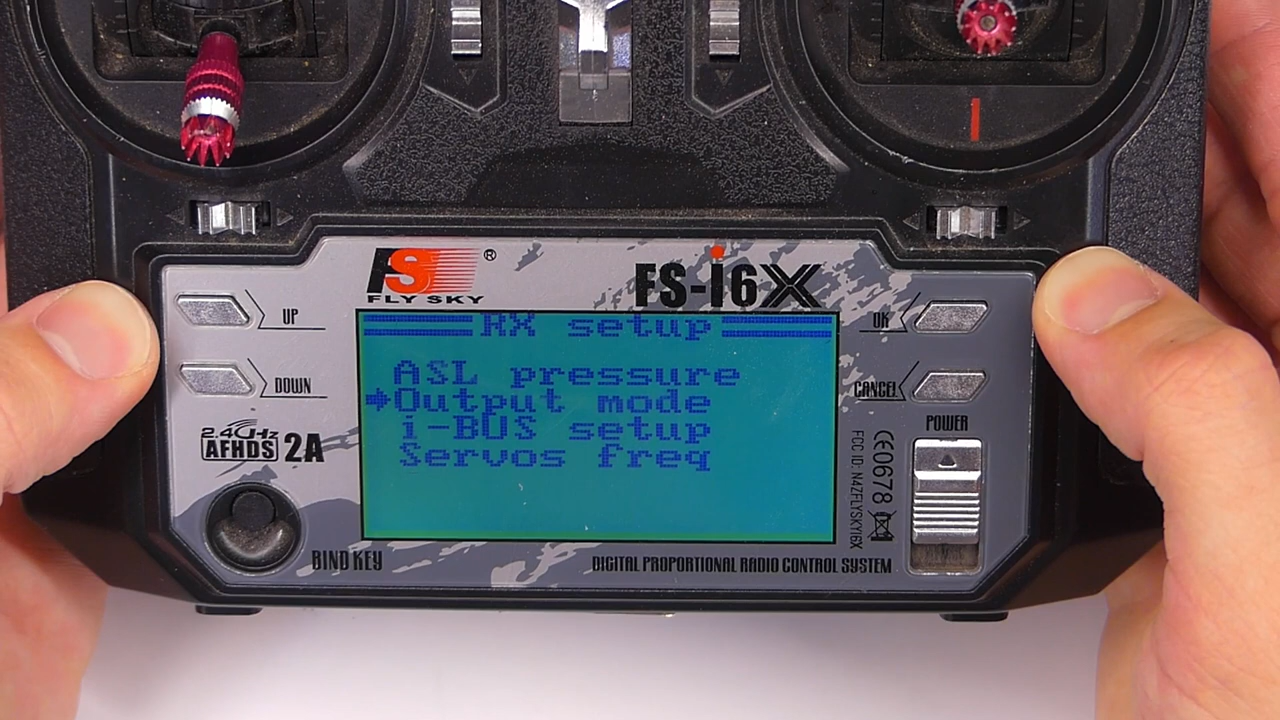 FS ®
FLY SKY
FS-i6X
UP
DOWN
OK
CANCEL
POWER
RX setup
ASL pressure
Output mode
i-BUS setup
Servos freq
2.4GHz
AFHDS 2A
BIND KEY
CE0678
FCC ID: N4ZFLYSKYI6X
DIGITAL PROPORTIONAL RADIO CONTROL SYSTEM